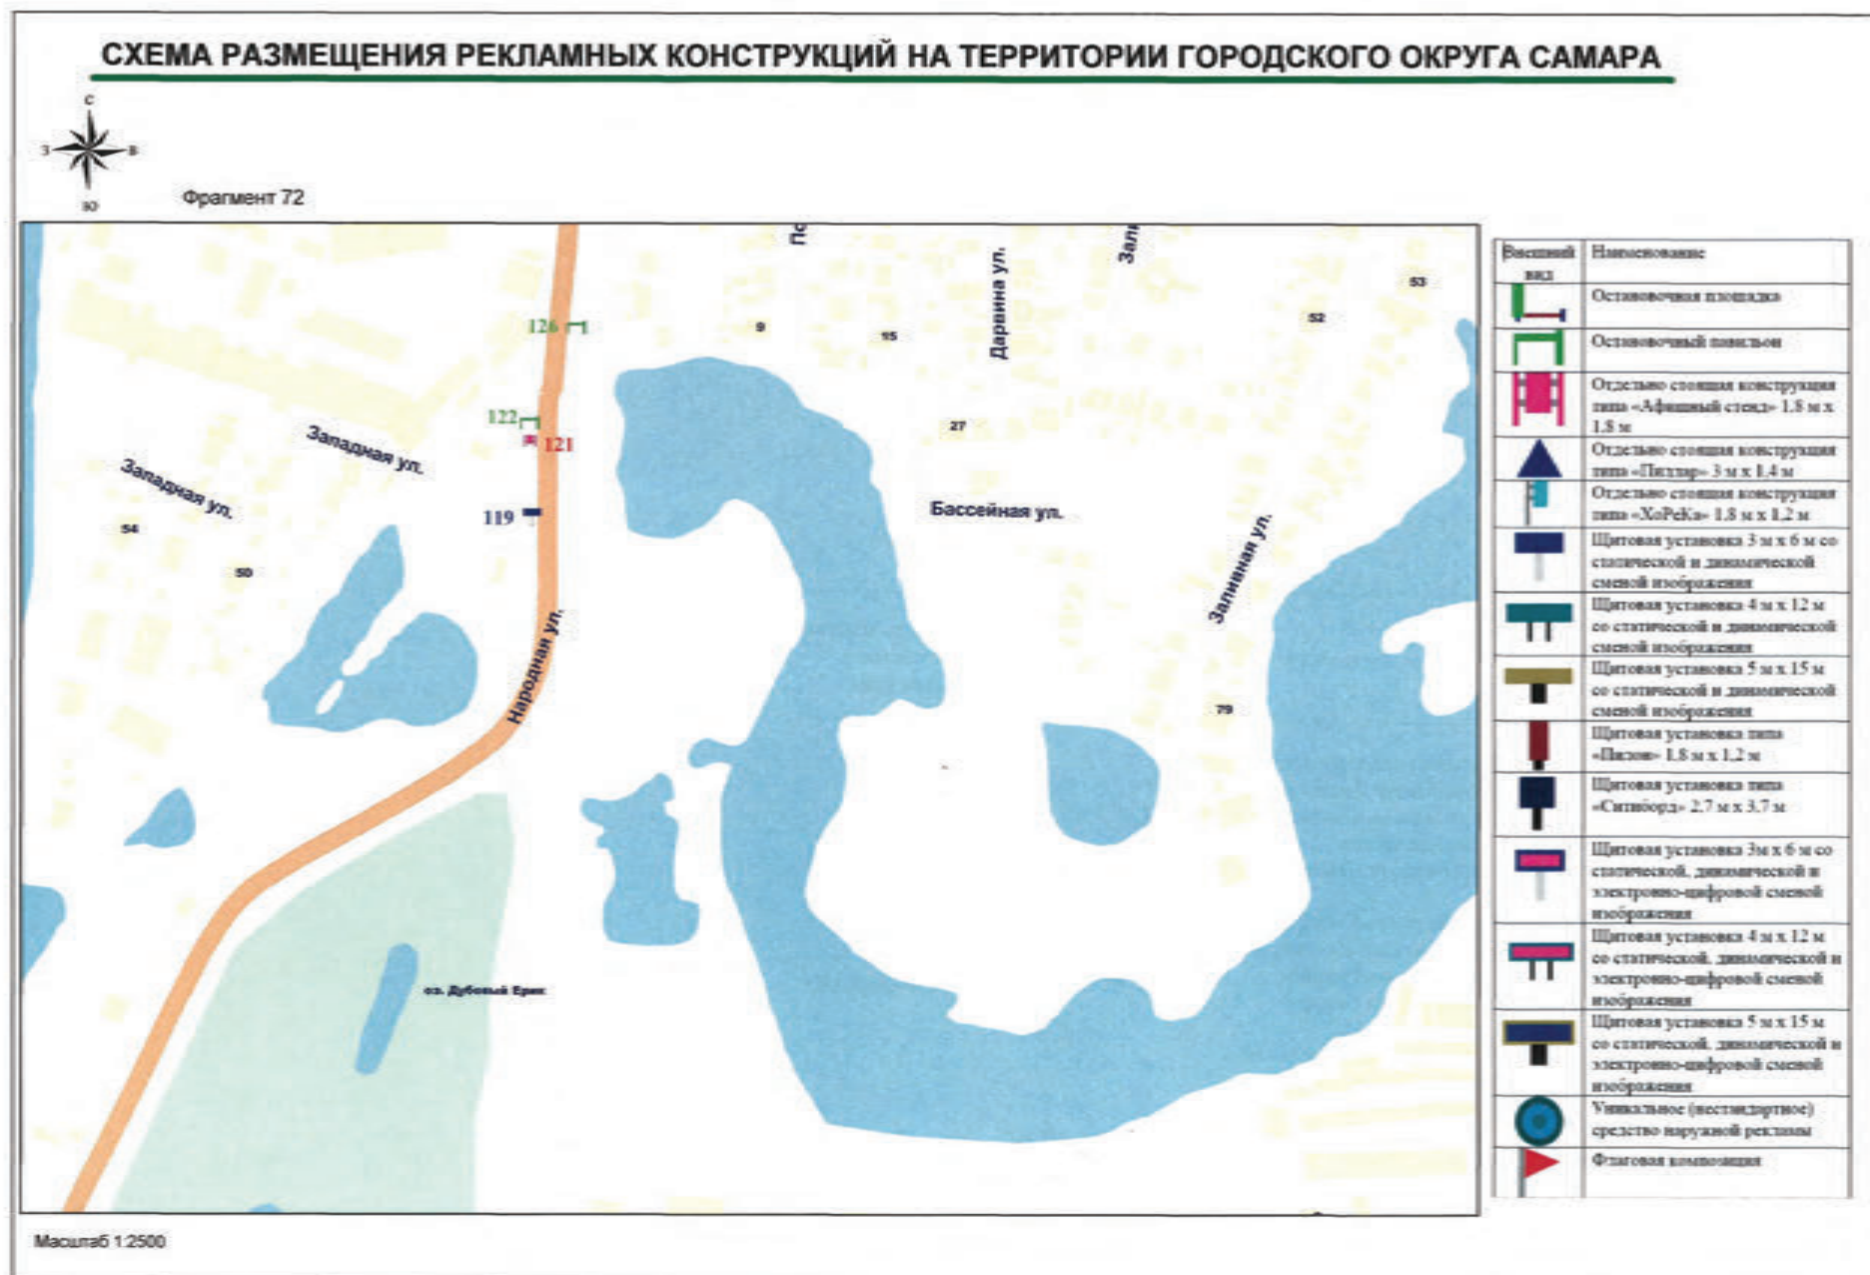 СХЕМА РАЗМЕЩЕНИЯ РЕКЛАМНЫХ КОНСТРУКЦИЙ НА ТЕРРИТОРИИ ГОРОДСКОГО ОКРУГА САМАРА
С
З
В
Ю
Фрагмент 72
По
Зали
Дарвина ул.
53
52
9
15
126
122
121
27
Западная ул.
Западная ул.
119
Бассейная ул.
54
50
Заливная ул.
Народная ул.
79
оз. Дубовый Ерик
Масштаб 1:2500
Внешний
вид
Наименование
Остановочная площадка
Остановочный павильон
Отдельно стоящая конструкция
типа «Афишный стенд» 1,8 м х
1,8 м
Отдельно стоящая конструкция
типа «Пиллар» 3 м х 1,4 м
Отдельно стоящая конструкция
типа «ХоРеКа» 1,8 м х 1,2 м
Щитовая установка 3 м х 6 м со
статической и динамической
сменой изображения
Щитовая установка 4 м х 12 м
со статической и динамической
сменой изображения
Щитовая установка 5 м х 15 м
со статической и динамической
сменой изображения
Щитовая установка типа
«Пилон» 1,8 м х 1,2 м
Щитовая установка типа
«Ситиборд» 2,7 м х 3,7 м
Щитовая установка 3м х 6 м со
статической, динамической и
электронно-цифровой сменой
изображения
Щитовая установка 4 м х 12 м
со статической, динамической и
электронно-цифровой сменой
изображения
Щитовая установка 5 м х 15 м
со статической, динамической и
электронно-цифровой сменой
изображения
Уникальное (нестандартное)
средство наружной рекламы
Флаговая композиция